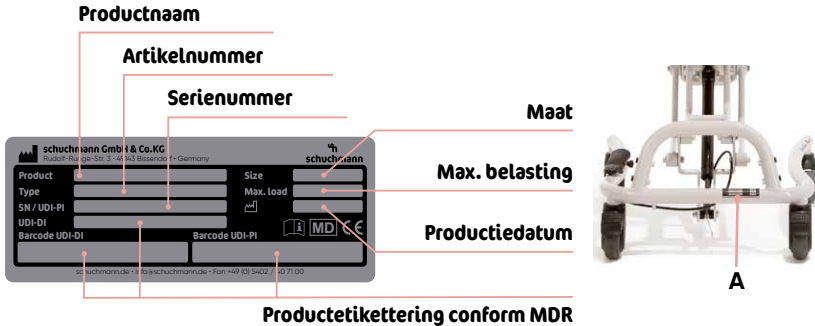 Productnaam
Artikelnummer
Serienummer
Maat
Max. belasting
Productiedatum
schuchmann GmbH & Co.KG
Rudolf-Runge-Str. 3 • 49143 Bissendorf • Germany
schuchmann
Product
Size
Type
Max. load
SN / UDI-PI
UDI-DI
MD CE
Barcode UDI-DI
Barcode UDI-PI
schuchmann.de • info@schuchmann.de • Fon +49 (0) 5402 / 40 71 00
A
Productetikettering conform MDR